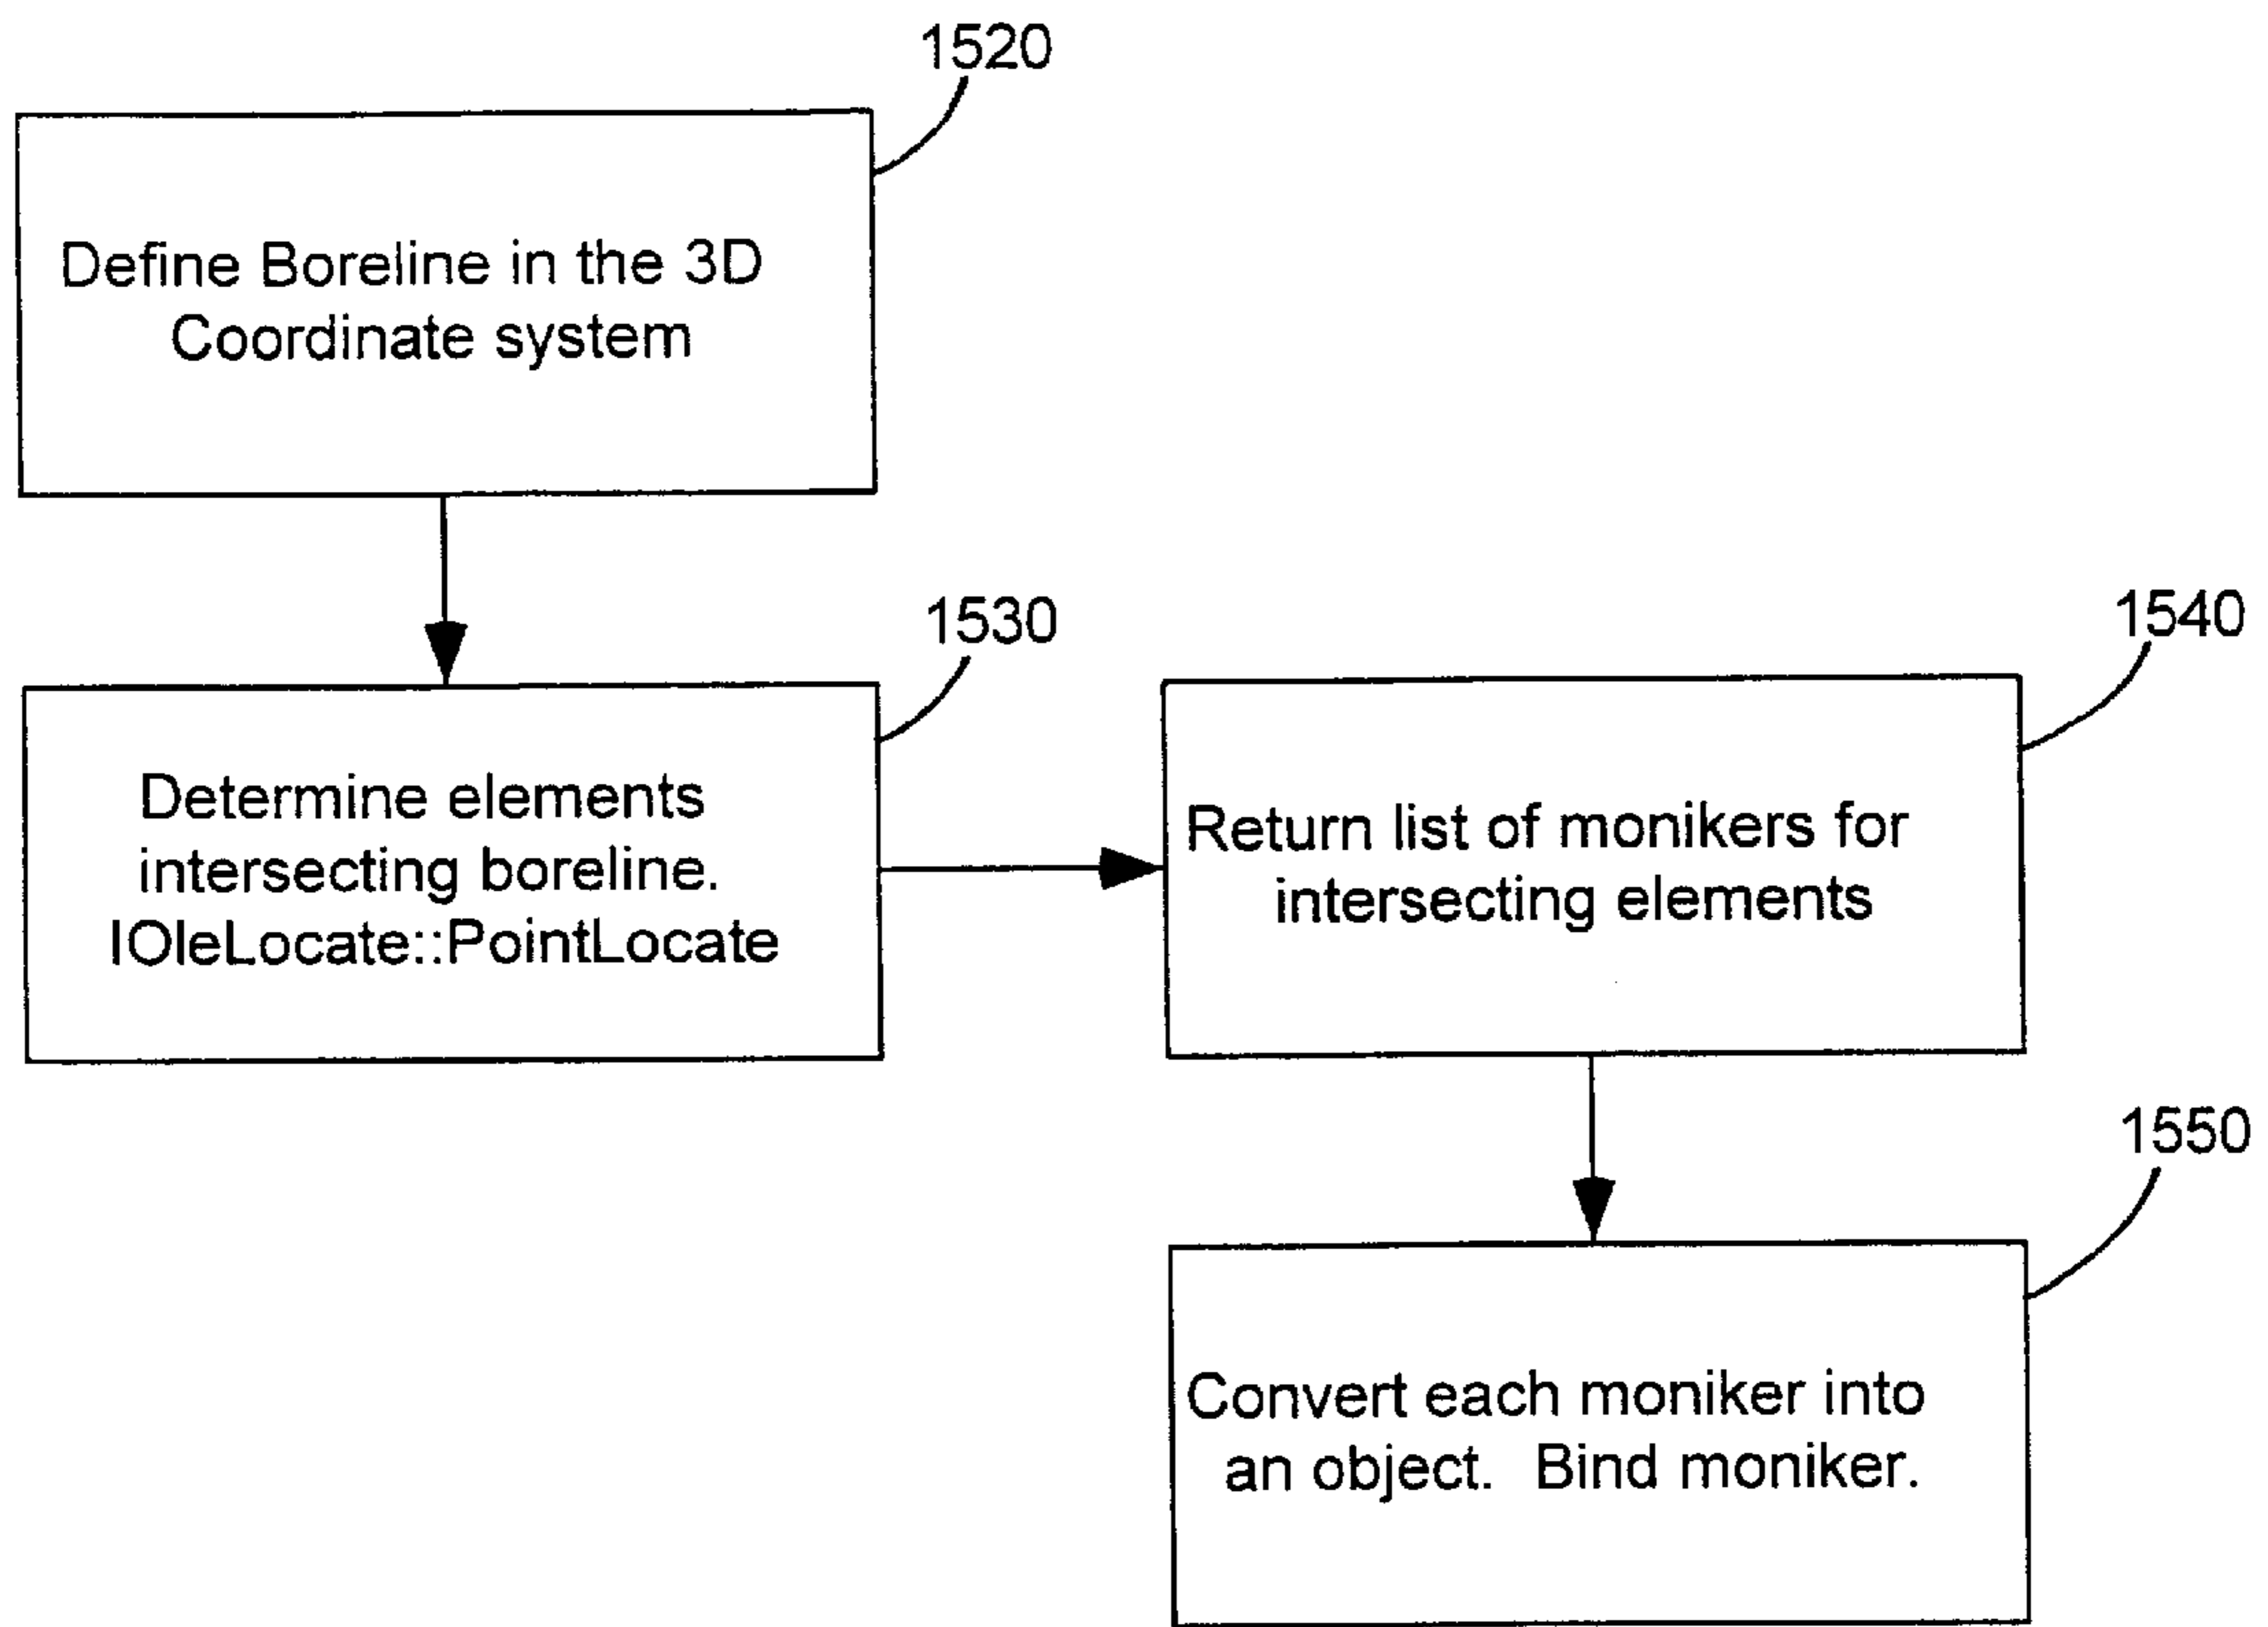 1520
Define Boreline in the 3D
Coordinate system
1530
Determine elements
intersecting boreline.
IOleLocate::PointLocate
1540
Return list of monikers for
intersecting elements
1550
Convert each moniker into
an object. Bind moniker.